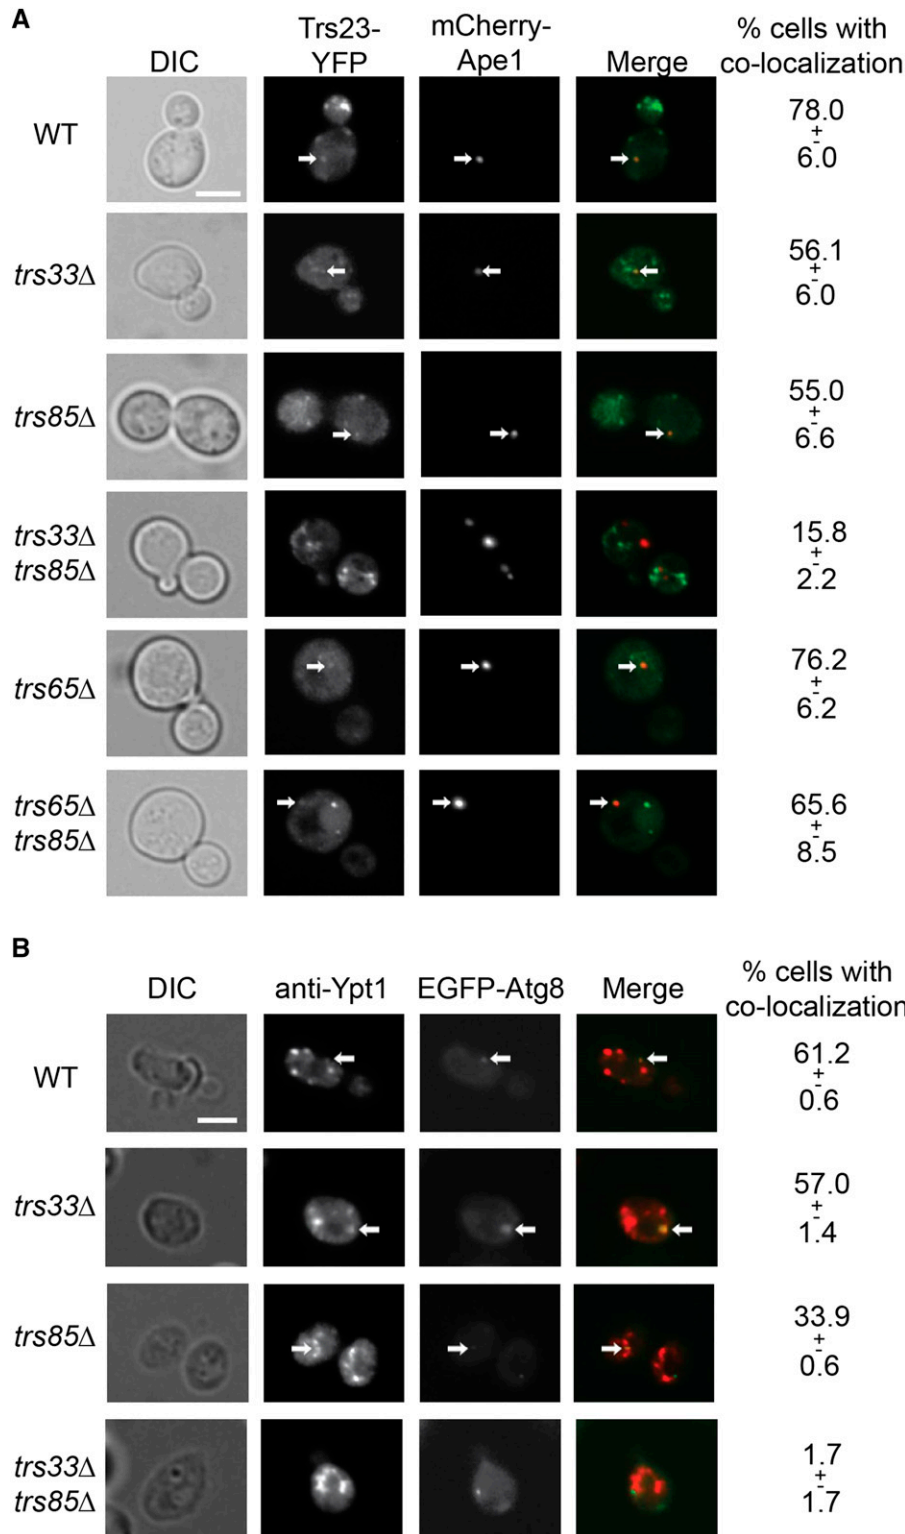 A
DIC
Trs23-
YFP
mCherry-
Ape1
Merge
% cells with
co-localization
WT
78.0
+
-
6.0
trs33Δ
56.1
+
-
6.0
trs85Δ
55.0
+
-
6.6
trs33Δ
trs85Δ
15.8
+
-
2.2
trs65Δ
76.2
+
-
6.2
trs65Δ
trs85Δ
65.6
+
-
8.5
B
DIC
anti-Ypt1
EGFP-Atg8
Merge
% cells with
co-localization
WT
61.2
+
-
0.6
trs33Δ
57.0
+
-
1.4
trs85Δ
33.9
+
-
0.6
trs33Δ
trs85Δ
1.7
+
-
1.7